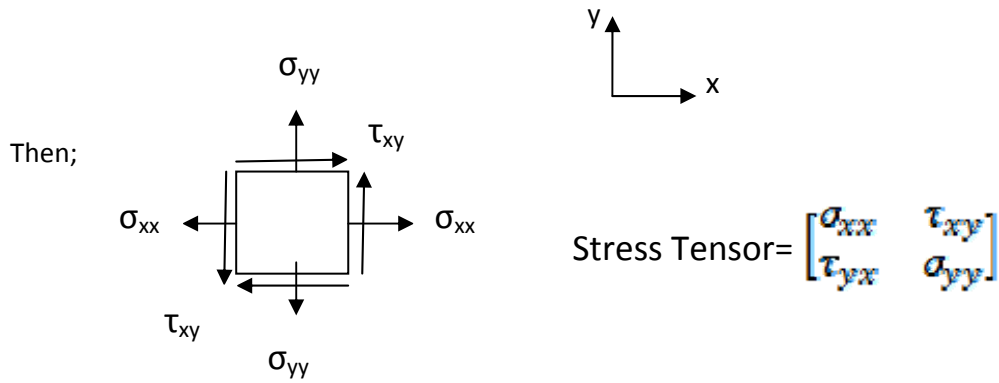 y
x
σyy
τxy
Then;
σxx
σxx
Stress Tensor= [σxx τxy
τyx σyy]
τxy
σyy